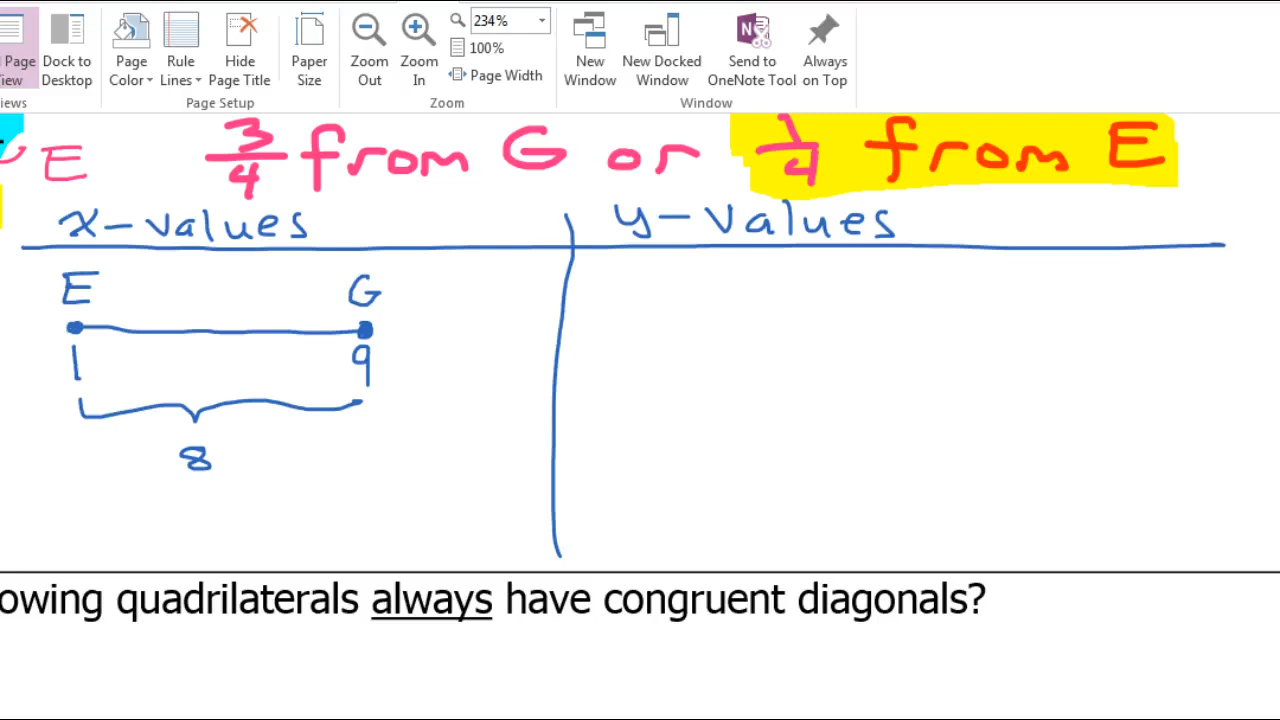 Page View
Dock to Desktop
Page Color
Rule Lines
Hide Page Title
Paper Size
Zoom Out
Zoom In
234%
100%
Page Width
New Window
New Docked Window
Send to OneNote Tool
Always on Top
Page Setup
Zoom
Window
E 3/4 from G or 1/4 from E
x-values y-values
E G
1 9
8
owing quadrilaterals always have congruent diagonals?